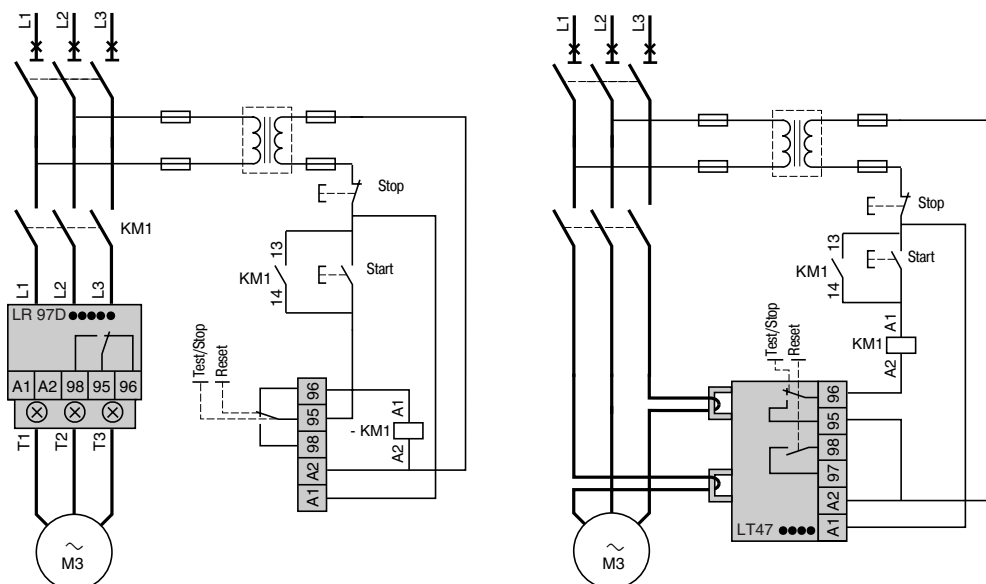 L1
L2
L3
Stop
KM1
13
14
KM1
Start
L1
L2
L3
LR 97D ●●●●●
A1 A2 98 95 96
T1
T2
T3
M3
Test/Stop
Reset
96
95
98
A2
A1
A1
- KM1
A2
L1
L2
L3
Stop
13
14
KM1
Start
A1
KM1
A2
Test/Stop
Reset
96
95
98
97
A2
A1
LT47 ●●●●
M3